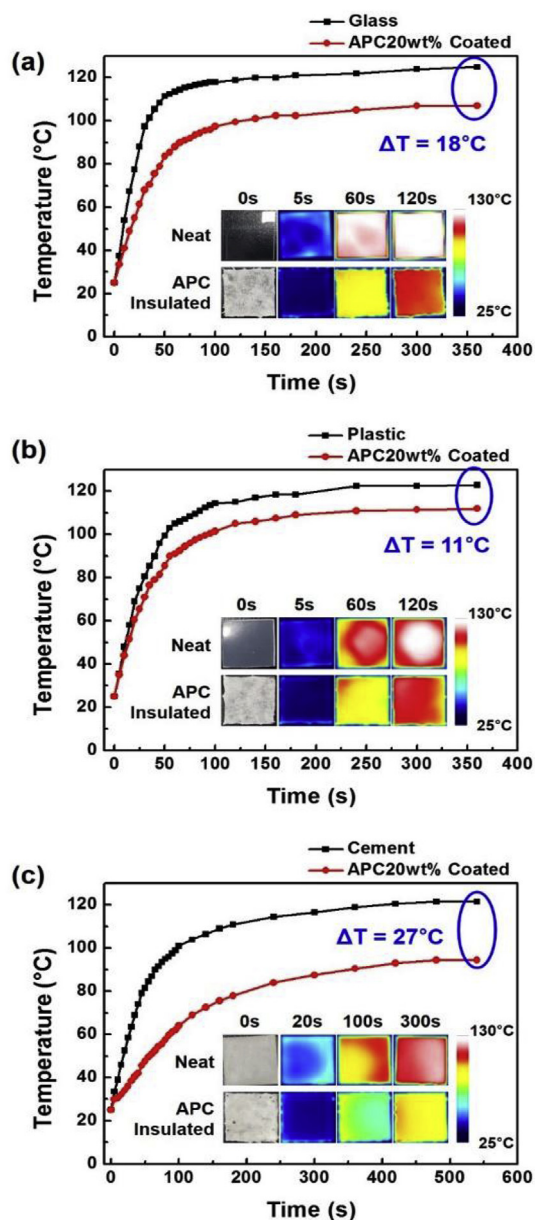 Glass
APC20wt% Coated
(a)
Temperature (°C)
120
100
80
60
40
20
0
ΔT = 18°C
0s 5s 60s 120s
130°C
Neat
APC
Insulated
25°C
0 50 100 150 200 250 300 350 400
Time (s)
Plastic
APC20wt% Coated
(b)
Temperature (°C)
120
100
80
60
40
20
0
ΔT = 11°C
0s 5s 60s 120s
130°C
Neat
APC
Insulated
25°C
0 50 100 150 200 250 300 350 400
Time (s)
Cement
APC20wt% Coated
(c)
Temperature (°C)
120
100
80
60
40
20
0
ΔT = 27°C
0s 20s 100s 300s
130°C
Neat
APC
Insulated
25°C
0 100 200 300 400 500 600
Time (s)